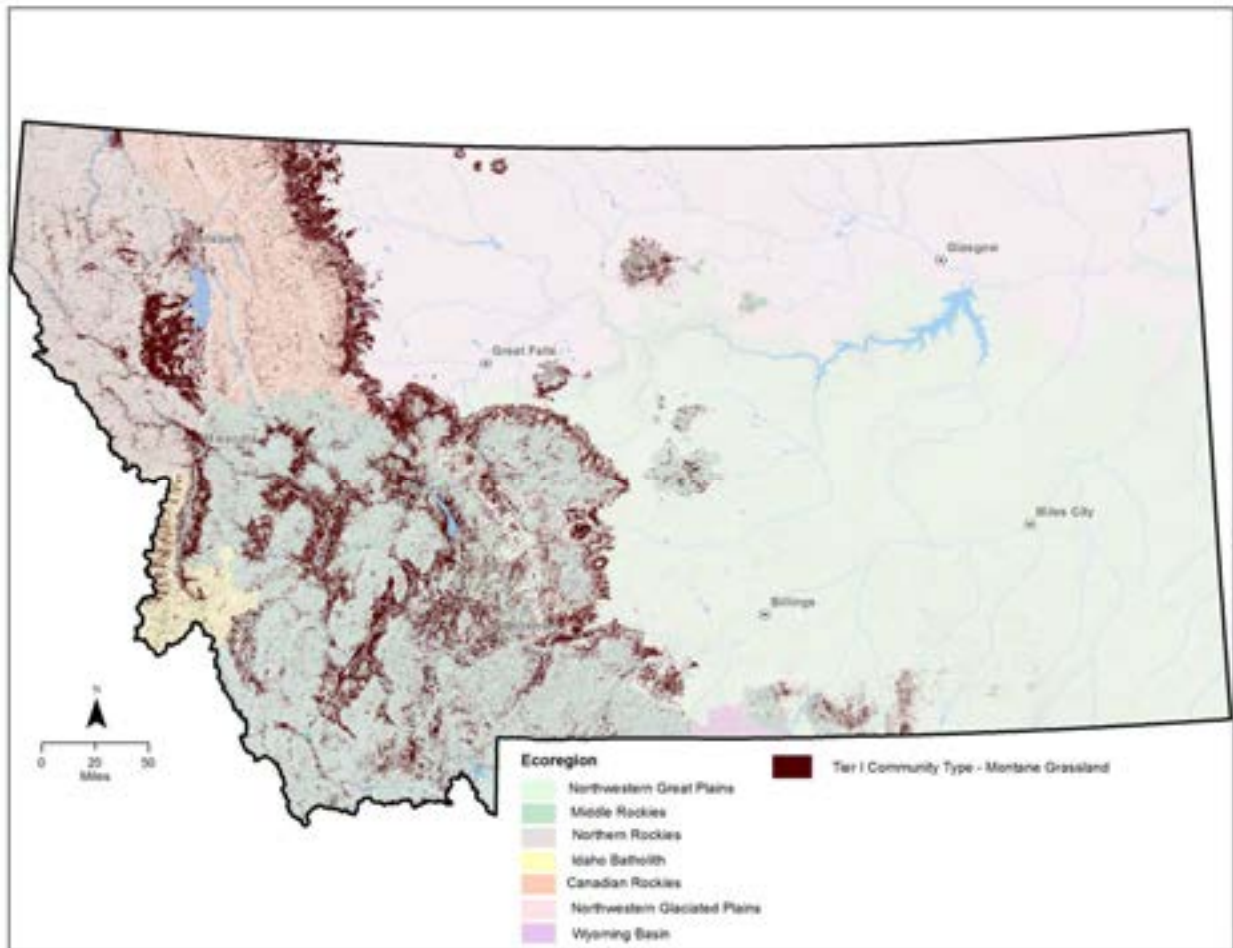 Glasgow
Great Falls
Miles City
Billings
N
0 25 50
Miles
Ecoregion
Northwestern Great Plains
Middle Rockies
Northern Rockies
Idaho Batholith
Canadian Rockies
Northwestern Glaciated Plains
Wyoming Basin
Tier I Community Type - Montane Grassland